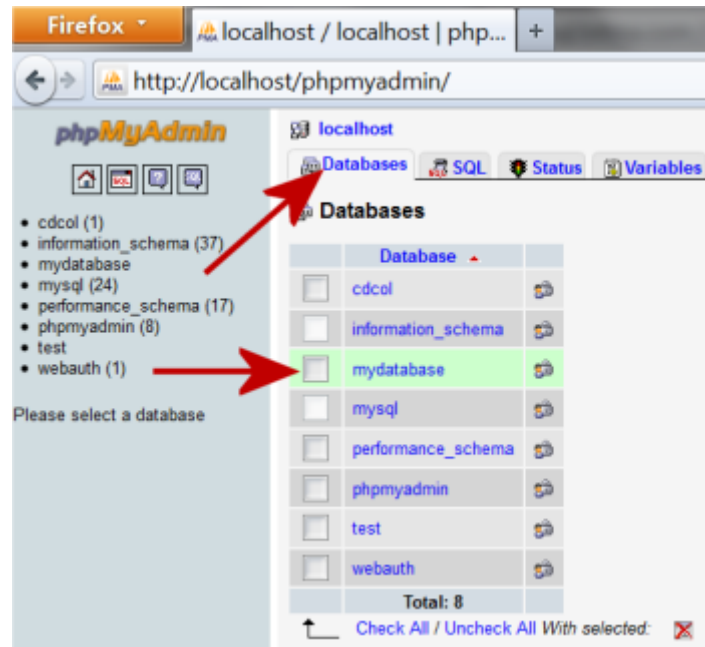 Firefox
localhost / localhost | php...
+
http://localhost/phpmyadmin/
phpMyAdmin
SQL
cdcol (1)
information_schema (37)
mydatabase
mysql (24)
performance_schema (17)
phpmyadmin (8)
test
webauth (1)
Please select a database
localhost
Databases SQL Status Variables
Databases
Database
cdcol
information_schema
mydatabase
mysql
performance_schema
phpmyadmin
test
webauth
Total: 8
Check All / Uncheck All With selected: